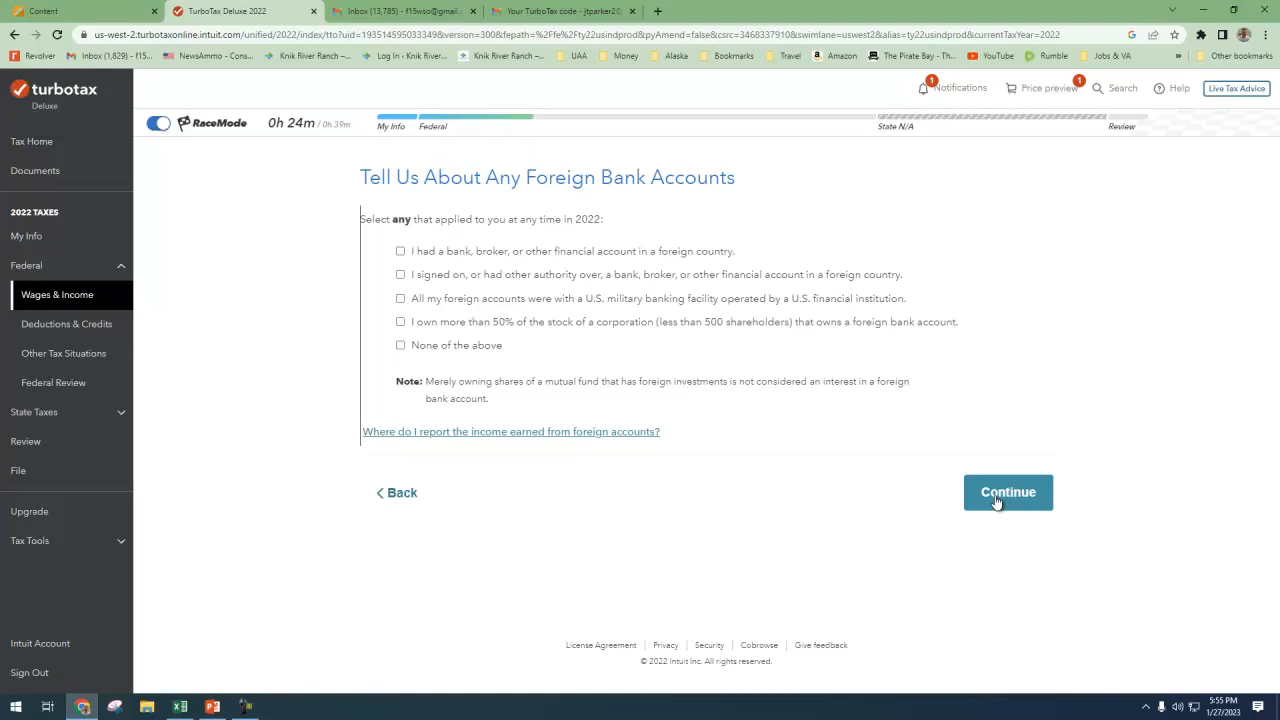 Content
TurboTax Deluxe 2022
Inbox (13,785) - f15wso@gmail.c
Your TurboTax code - jtparker2@
us-west-2.turbotaxonline.intuit.com/unified/2022/index/tto?uid=193514595033349&version=300&fepath=%2Ffe%2Fty22usindprod&pyAmend=false&csrc=3468337910&swimlane=uswest2&alias=ty22usindprod&currentTaxYear=2022
Revolver
Inbox (1,815) - f15...
NewsAmmo - Const...
Knik River Ranch –...
Log In ‹ Knik River...
Knik River Ranch –...
UAA
Money
Alaska
Bookmarks
Travel
Amazon
The Pirate Bay - Th...
YouTube
Rumble
Jobs & VA
»
Other bookmarks
turbotax
Deluxe
1
Notifications
1
Price preview
Search
Help
Live Tax Advice
RaceMode
0h 24m / 0h 39m
My Info
Federal
State N/A
Review
Tax Home
Documents
2022 TAXES
My Info
Federal
Wages & Income
Deductions & Credits
Other Tax Situations
Federal Review
State Taxes
Review
File
Upgrade
Tax Tools
Intuit Account
Sign Out
Tell Us About Any Foreign Bank Accounts
Select any that applied to you at any time in 2022:
I had a bank, broker, or other financial account in a foreign country.
I signed on, or had other authority over, a bank, broker, or other financial account in a foreign country.
All my foreign accounts were with a U.S. military banking facility operated by a U.S. financial institution.
I own more than 50% of the stock of a corporation (less than 500 shareholders) that owns a foreign bank account.
None of the above
Note: Merely owning shares of a mutual fund that has foreign investments is not considered an interest in a foreign
bank account.
Where do I report the income earned from foreign accounts?
Back
Continue
License Agreement
Privacy
Security
Cobrowse
Give feedback
© 2022 Intuit Inc. All rights reserved.
5:55 PM
1/27/2023